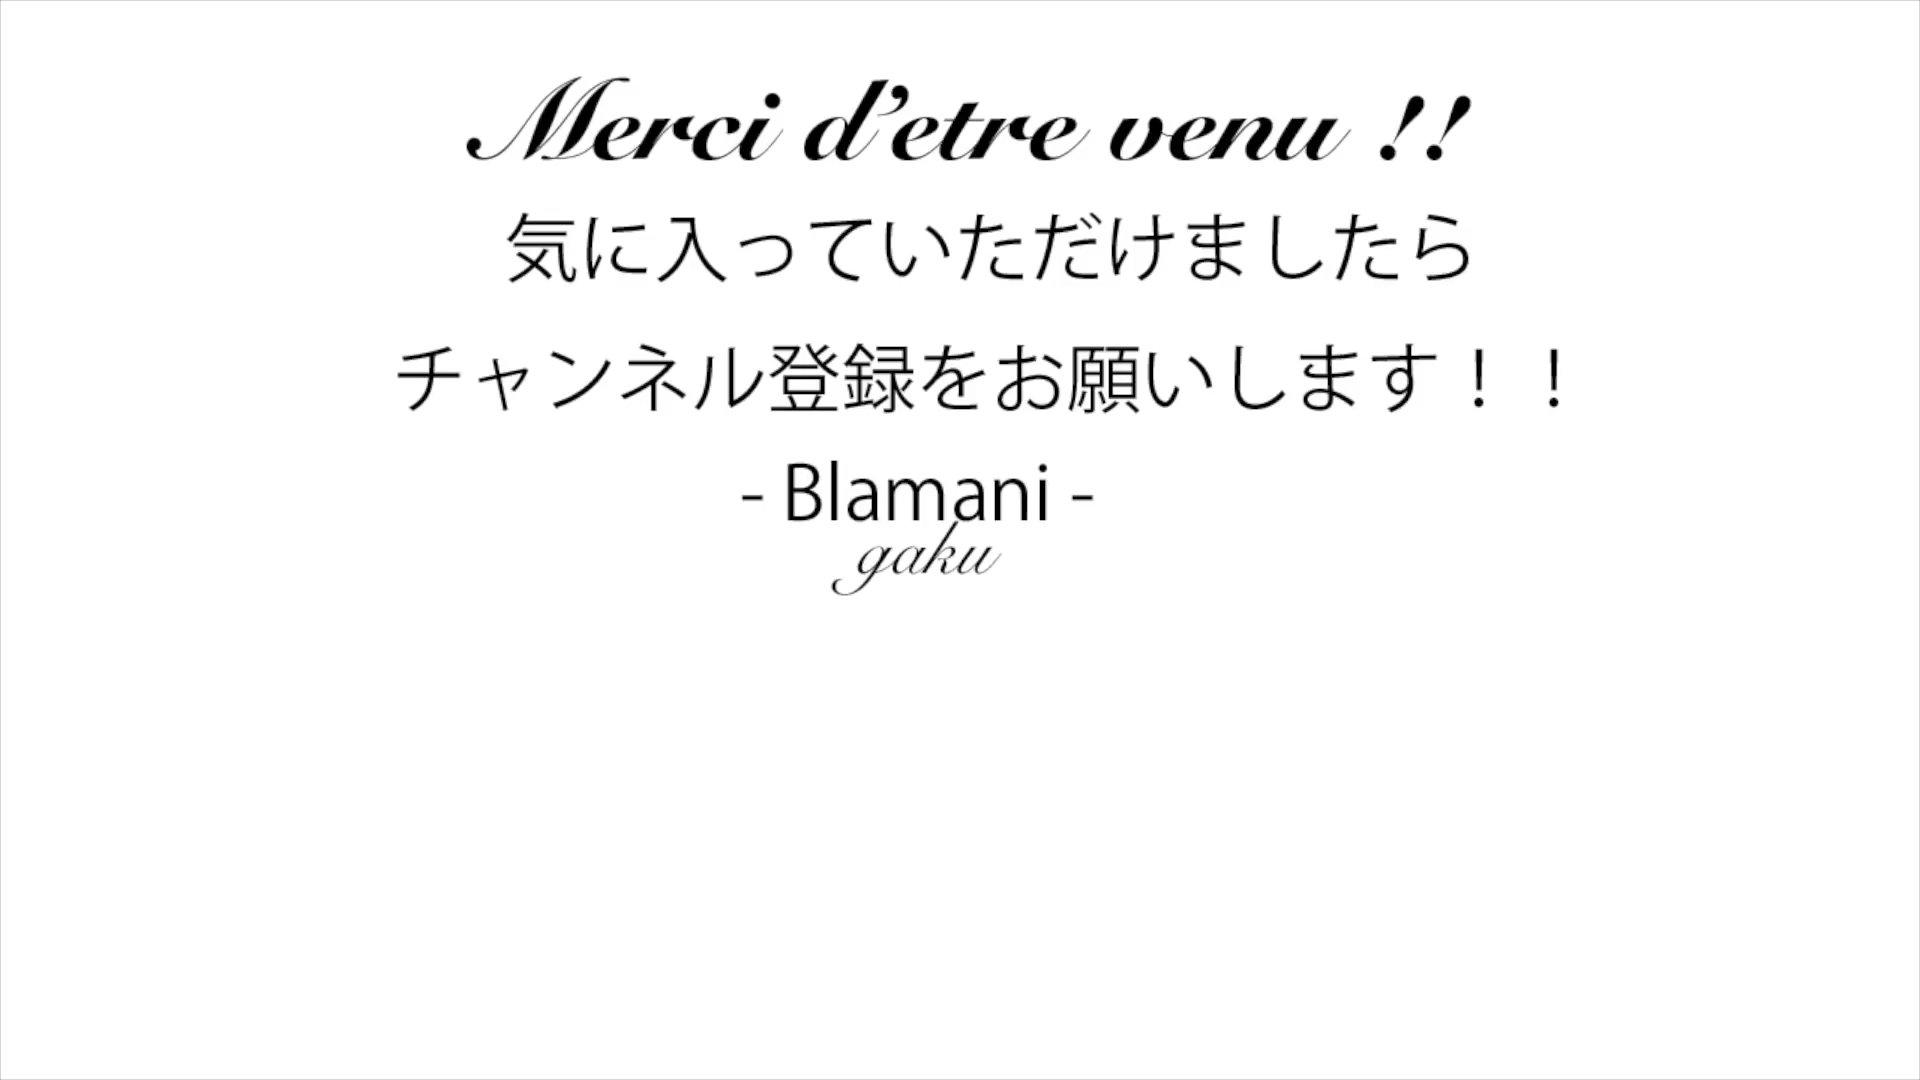 Merci d’etre venu !!
気に入っていただけましたら
チャンネル登録をお願いします！！
- Blamani -
gaku